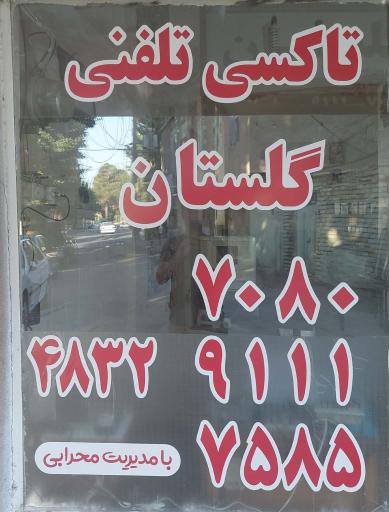 تاکسی تلفنی
گلستان
۷۰۸۰
۹۱۱۱ ۴۸۳۲
۷۵۸۵
با مدیریت محرابی